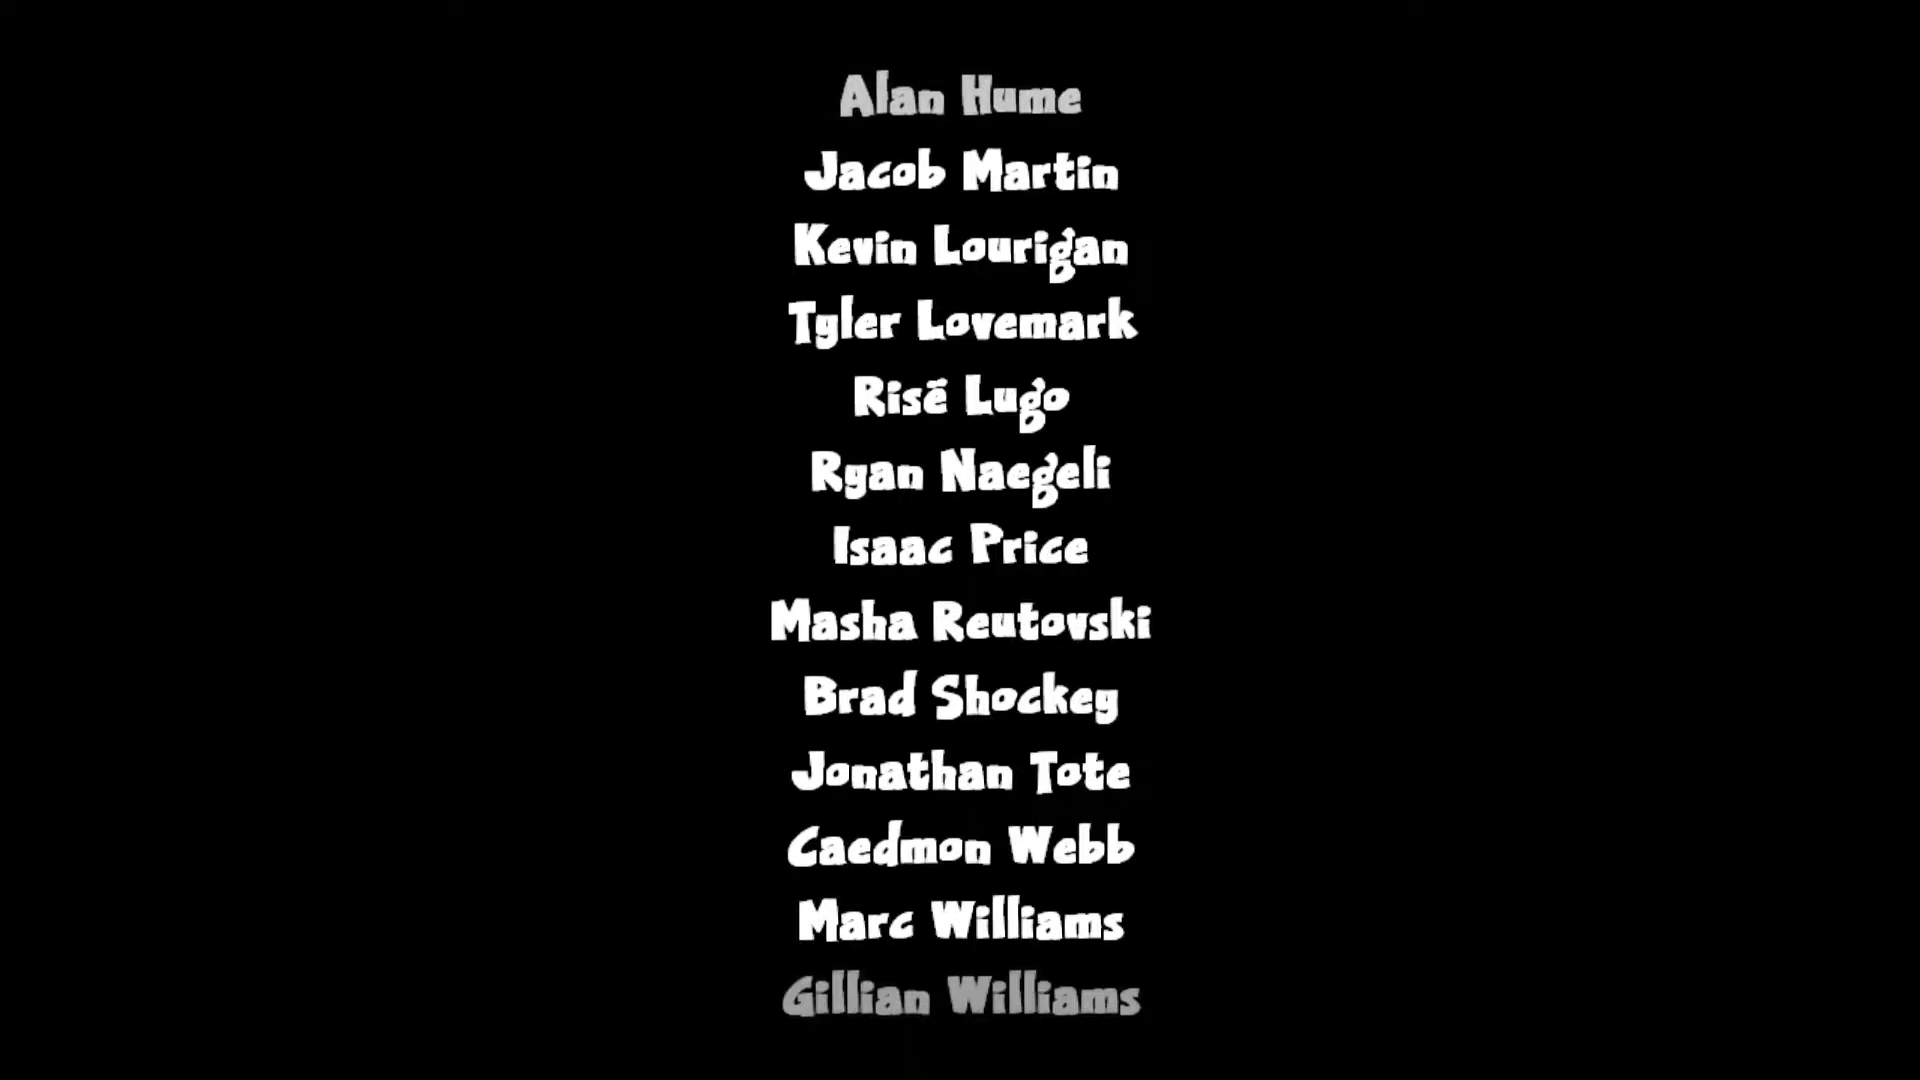 Alan Hume
Jacob Martin
Kevin Lourigan
Tyler Lovemark
Risë Lugo
Ryan Naegeli
Isaac Price
Masha Reutovski
Brad Shockey
Jonathan Tote
Caedmon Webb
Marc Williams
Gillian Williams